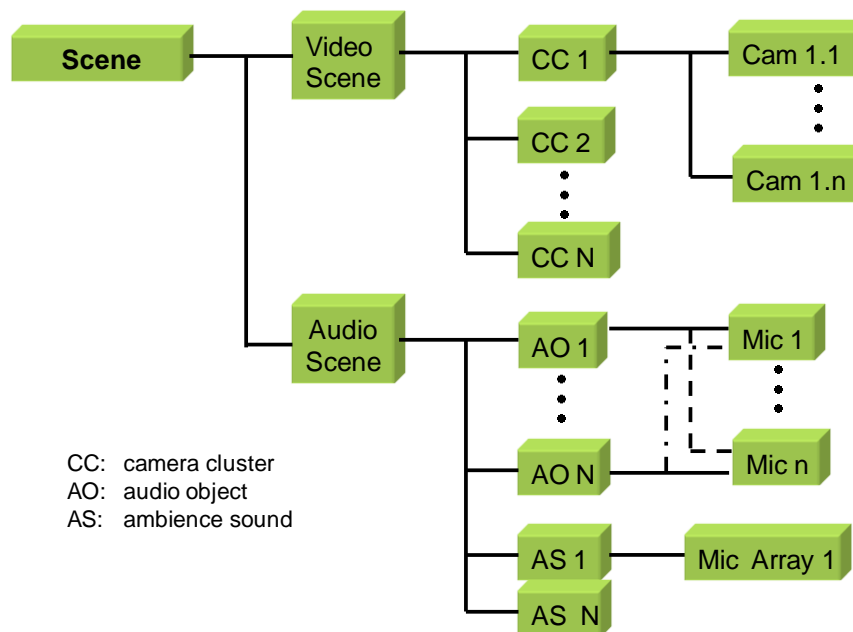 Scene
Video
Scene
CC 1
Cam 1.1
CC 2
Cam 1.n
CC N
Audio
Scene
AO 1
Mic 1
AO N
Mic n
CC: camera cluster
AO: audio object
AS: ambience sound
AS 1
Mic Array 1
AS N